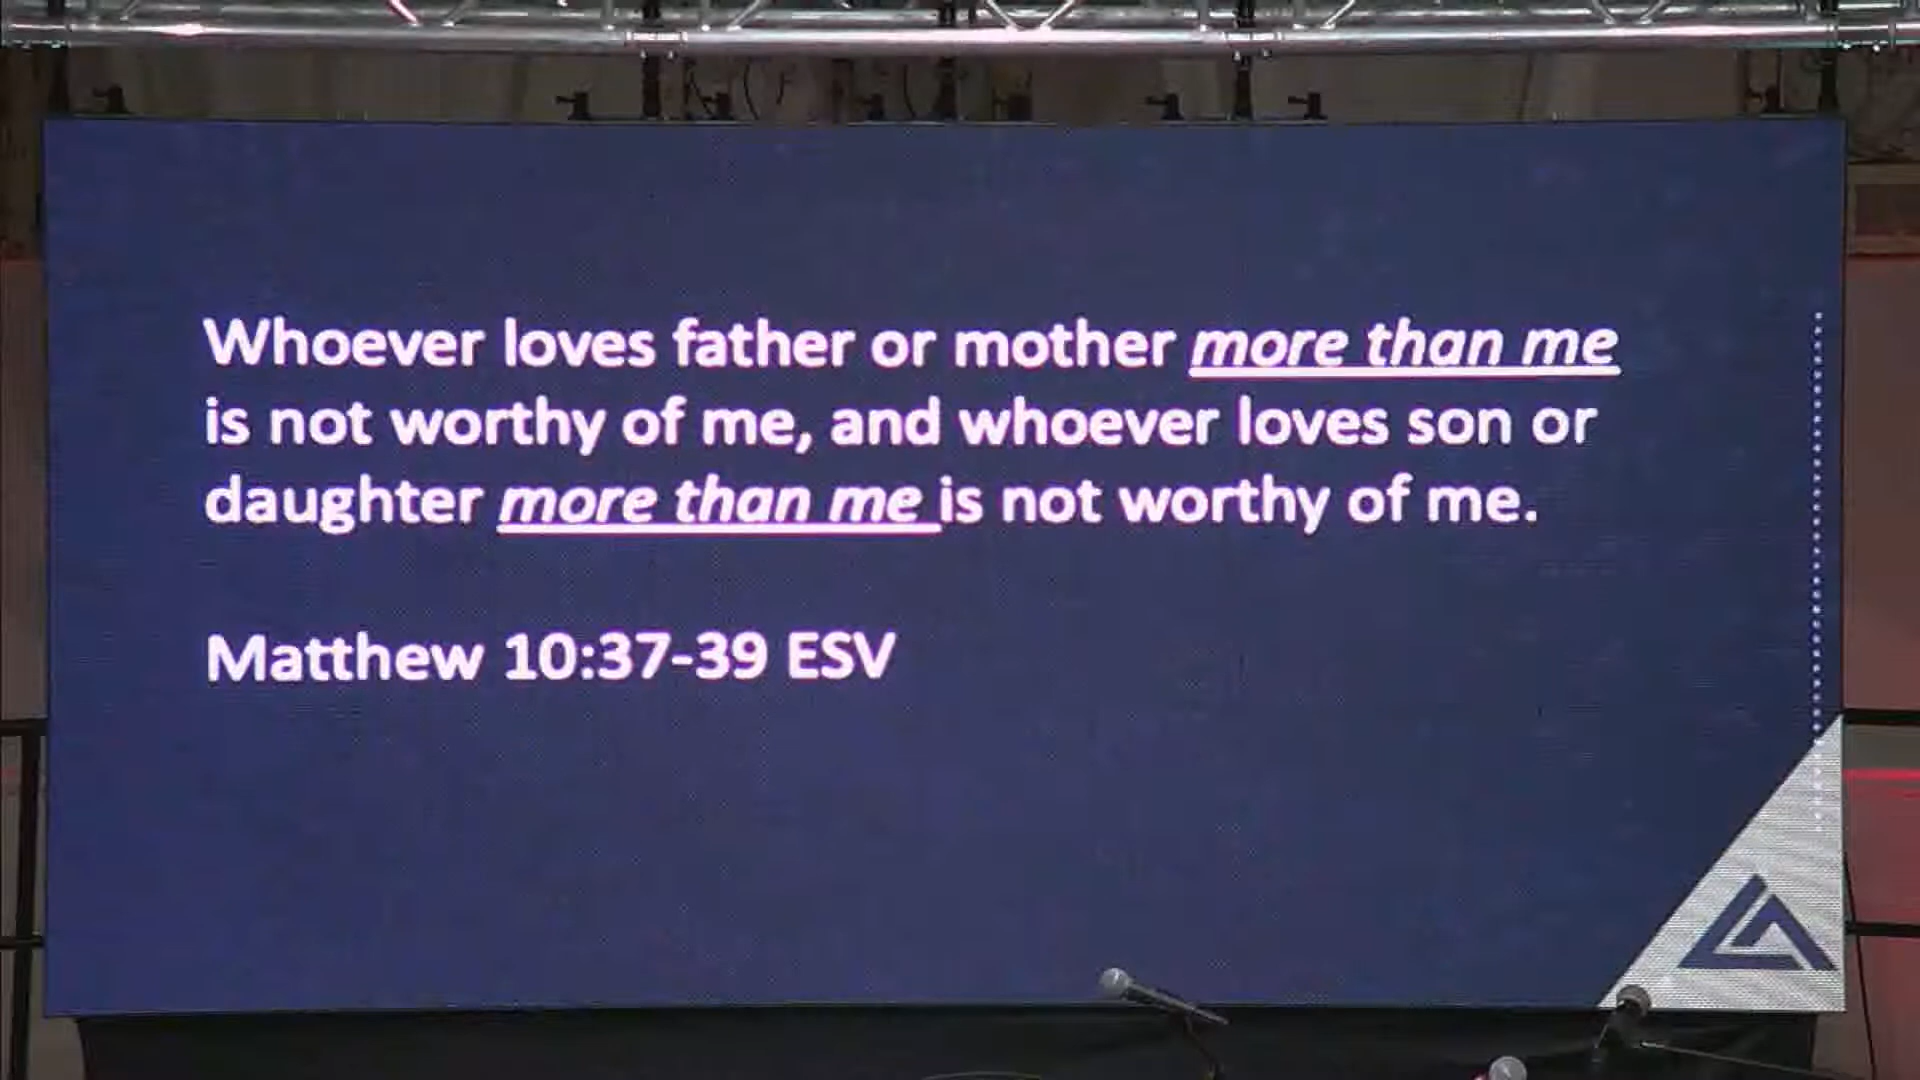 Whoever loves father or mother more than me
is not worthy of me, and whoever loves son or
daughter more than me is not worthy of me.
Matthew 10:37-39 ESV